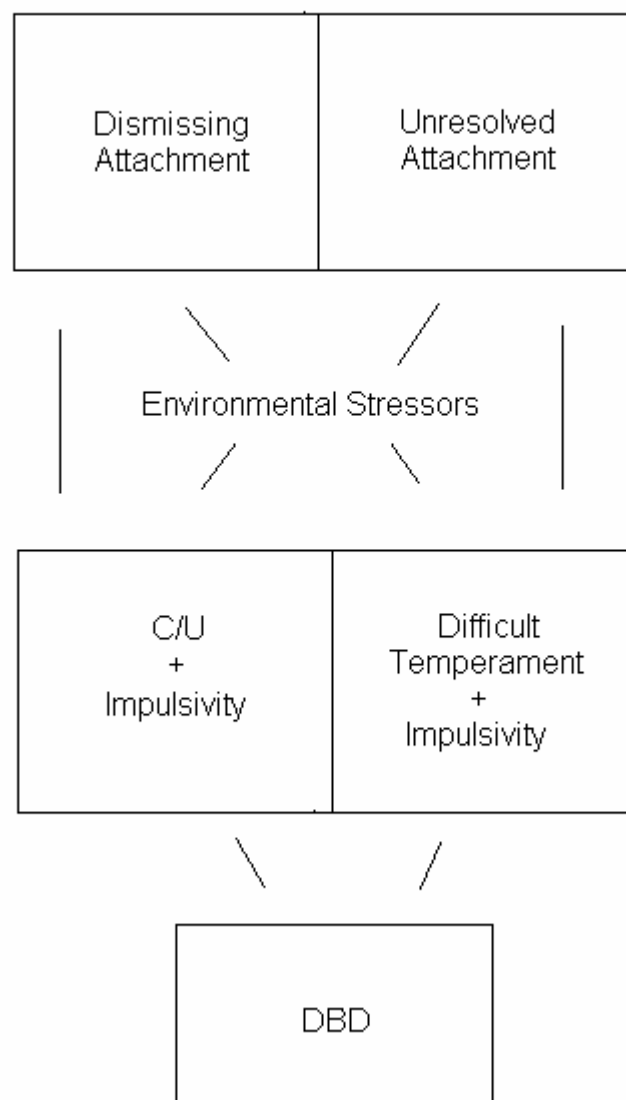 Dismissing
Attachment
Unresolved
Attachment
Environmental Stressors
C/U
+
Impulsivity
Difficult
Temperament
+
Impulsivity
DBD